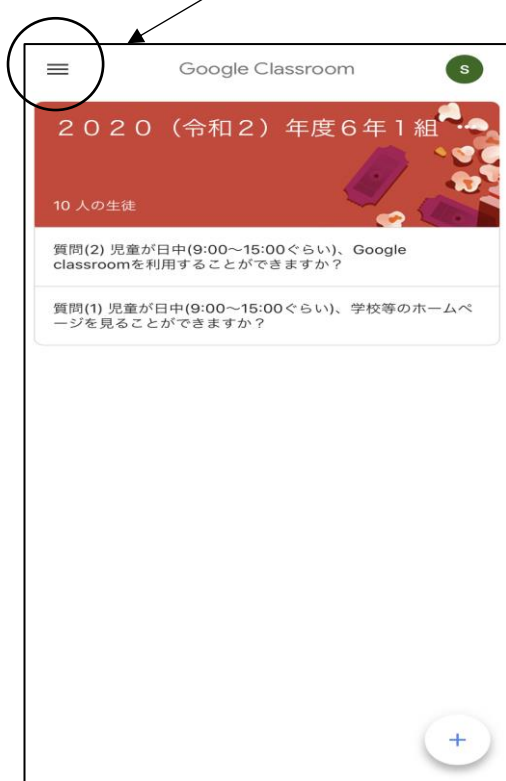 Google Classroom
S
２０２０（令和２）年度６年１組 …
10 人の生徒
質問(2) 児童が日中(9:00〜15:00ぐらい)、Google
classroomを利用することができますか？
質問(1) 児童が日中(9:00〜15:00ぐらい)、学校等のホームペ
ージを見ることができますか？